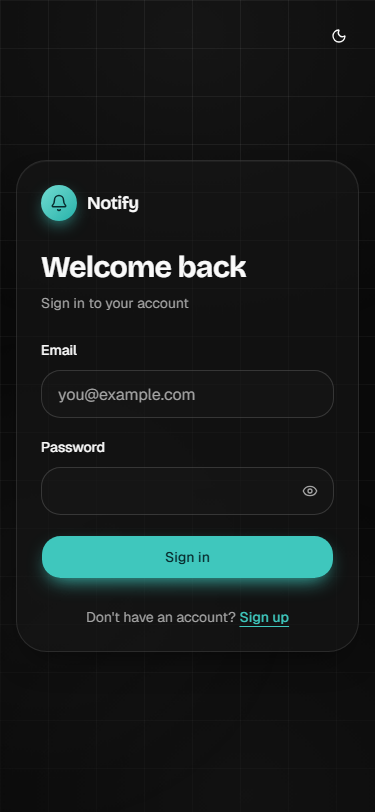 Notify
Welcome back
Sign in to your account
Email
you@example.com
Password
Sign in
Don't have an account? Sign up